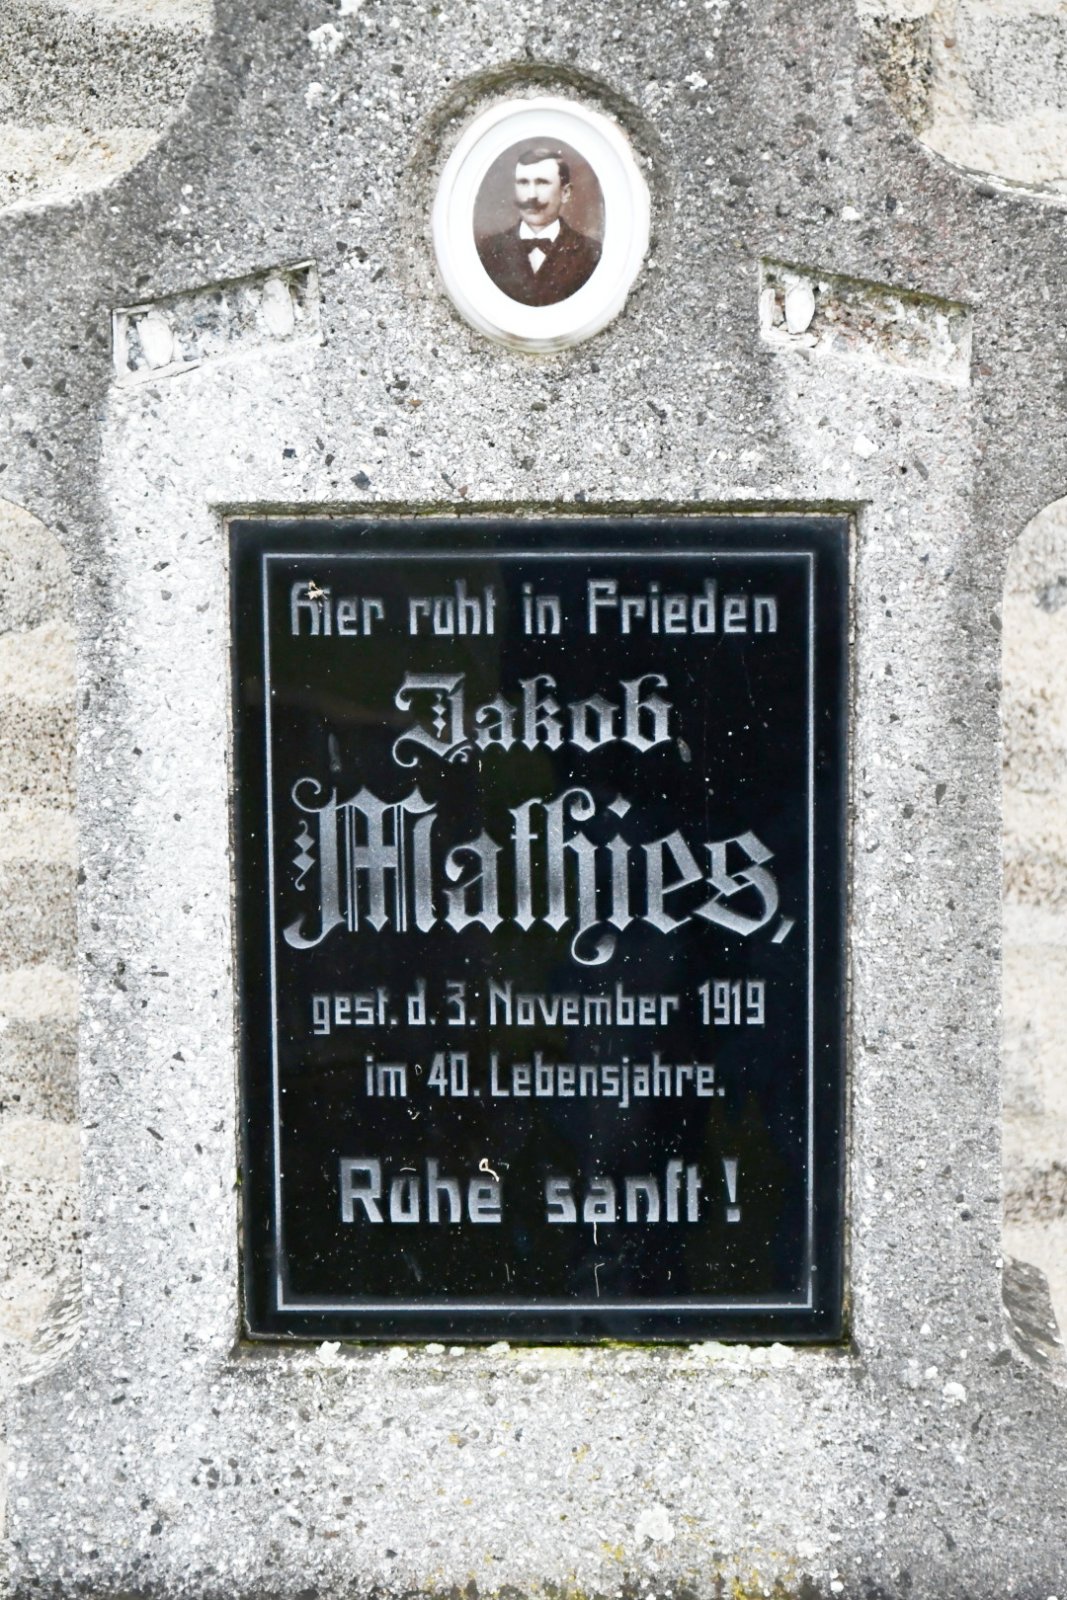 Hier ruht in Frieden
Jakob
Mathies,
gest. d. 3. November 1919
im 40. Lebensjahre.
Ruhe sanft!